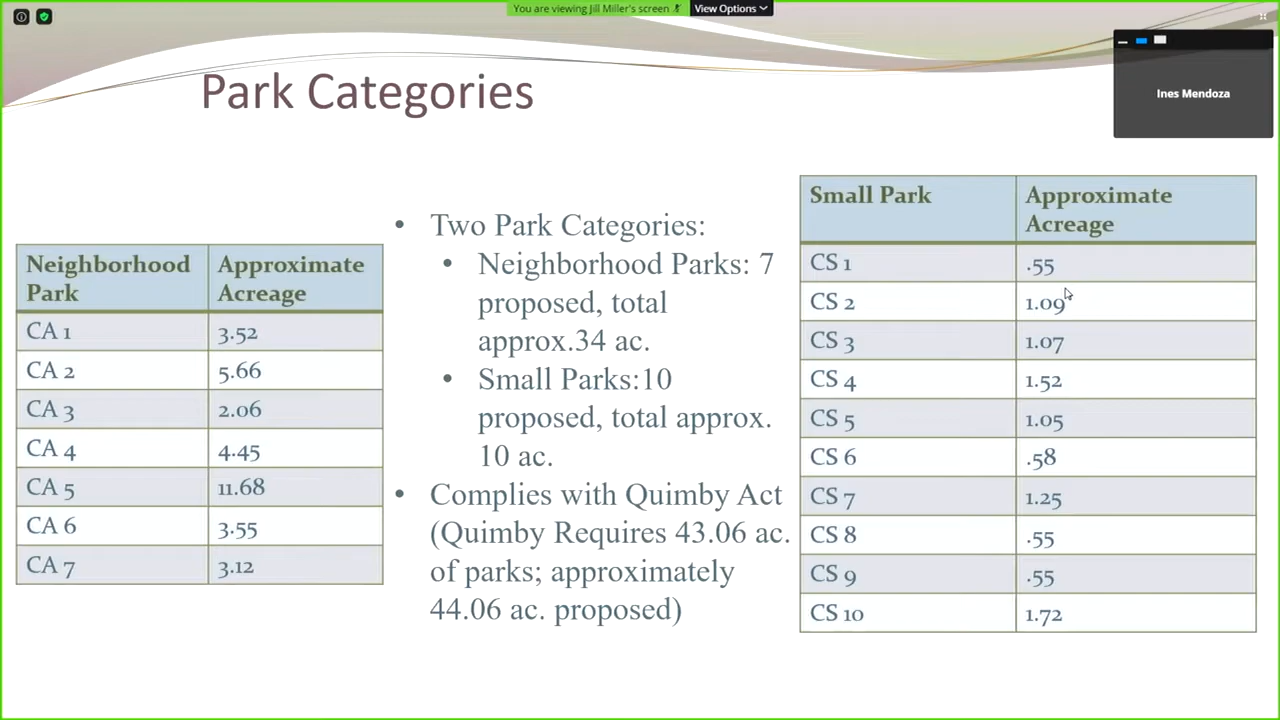 You are viewing Jill Miller's screen
View Options
Park Categories
Ines Mendoza
Neighborhood Park
Approximate Acreage
CA 1 3.52
CA 2 5.66
CA 3 2.06
CA 4 4.45
CA 5 11.68
CA 6 3.55
CA 7 3.12
• Two Park Categories:
• Neighborhood Parks: 7
proposed, total
approx.34 ac.
• Small Parks:10
proposed, total approx.
10 ac.
• Complies with Quimby Act
(Quimby Requires 43.06 ac.
of parks; approximately
44.06 ac. proposed)
Small Park
Approximate Acreage
CS 1 .55
CS 2 1.09
CS 3 1.07
CS 4 1.52
CS 5 1.05
CS 6 .58
CS 7 1.25
CS 8 .55
CS 9 .55
CS 10 1.72